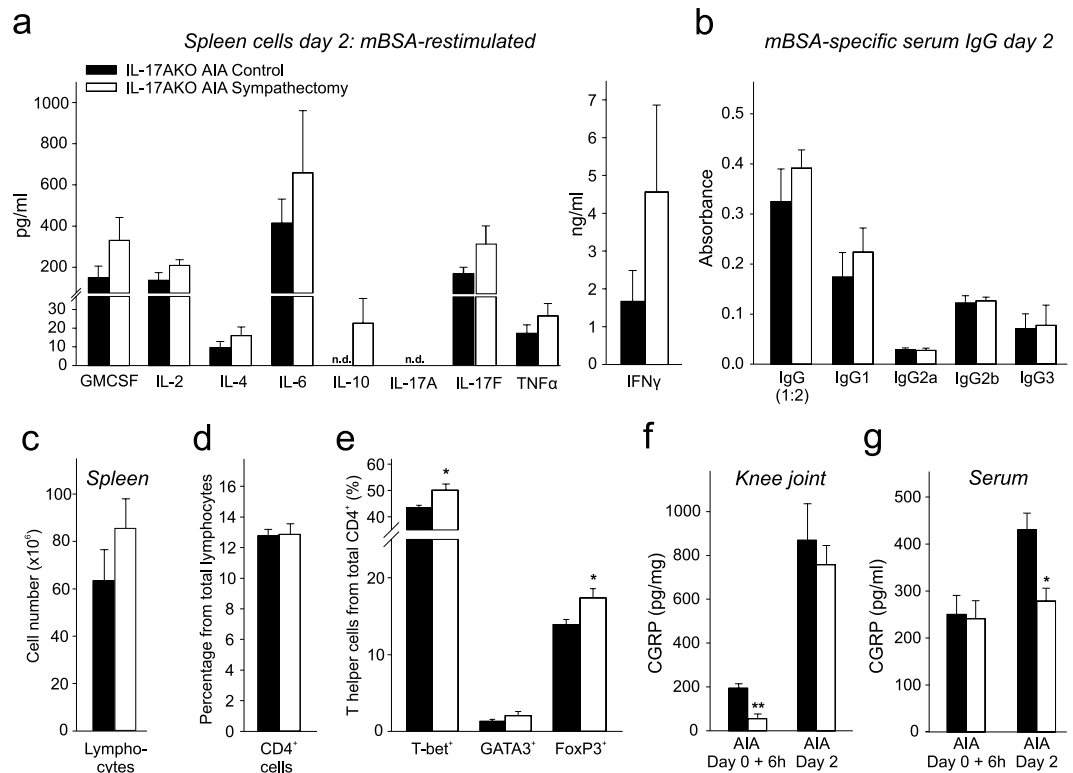 a
Spleen cells day 2: mBSA-restimulated
IL-17AKO AIA Control
IL-17AKO AIA Sympathectomy
pg/ml
1000
800
600
400
200
30
20
10
0
n.d.
n.d.
GMCSF IL-2 IL-4 IL-6 IL-10 IL-17A IL-17F TNFα
ng/ml
7
6
5
4
3
2
1
0
IFNγ
b
mBSA-specific serum IgG day 2
Absorbance
0.5
0.4
0.3
0.2
0.1
0.0
IgG IgG1 IgG2a IgG2b IgG3
(1:2)
c
Spleen
Cell number (x10⁶)
100
80
60
40
20
0
Lympho-
cytes
d
Percentage from total lymphocytes
16
14
12
10
8
6
4
2
0
CD4⁺
cells
e
T helper cells from total CD4⁺ (%)
60
50
40
20
10
0
*
*
T-bet⁺ GATA3⁺ FoxP3⁺
f
Knee joint
CGRP (pg/mg)
1000
800
600
400
200
0
**
AIA AIA
Day 0 + 6h Day 2
g
Serum
CGRP (pg/ml)
500
400
300
200
100
0
*
AIA AIA
Day 0 + 6h Day 2